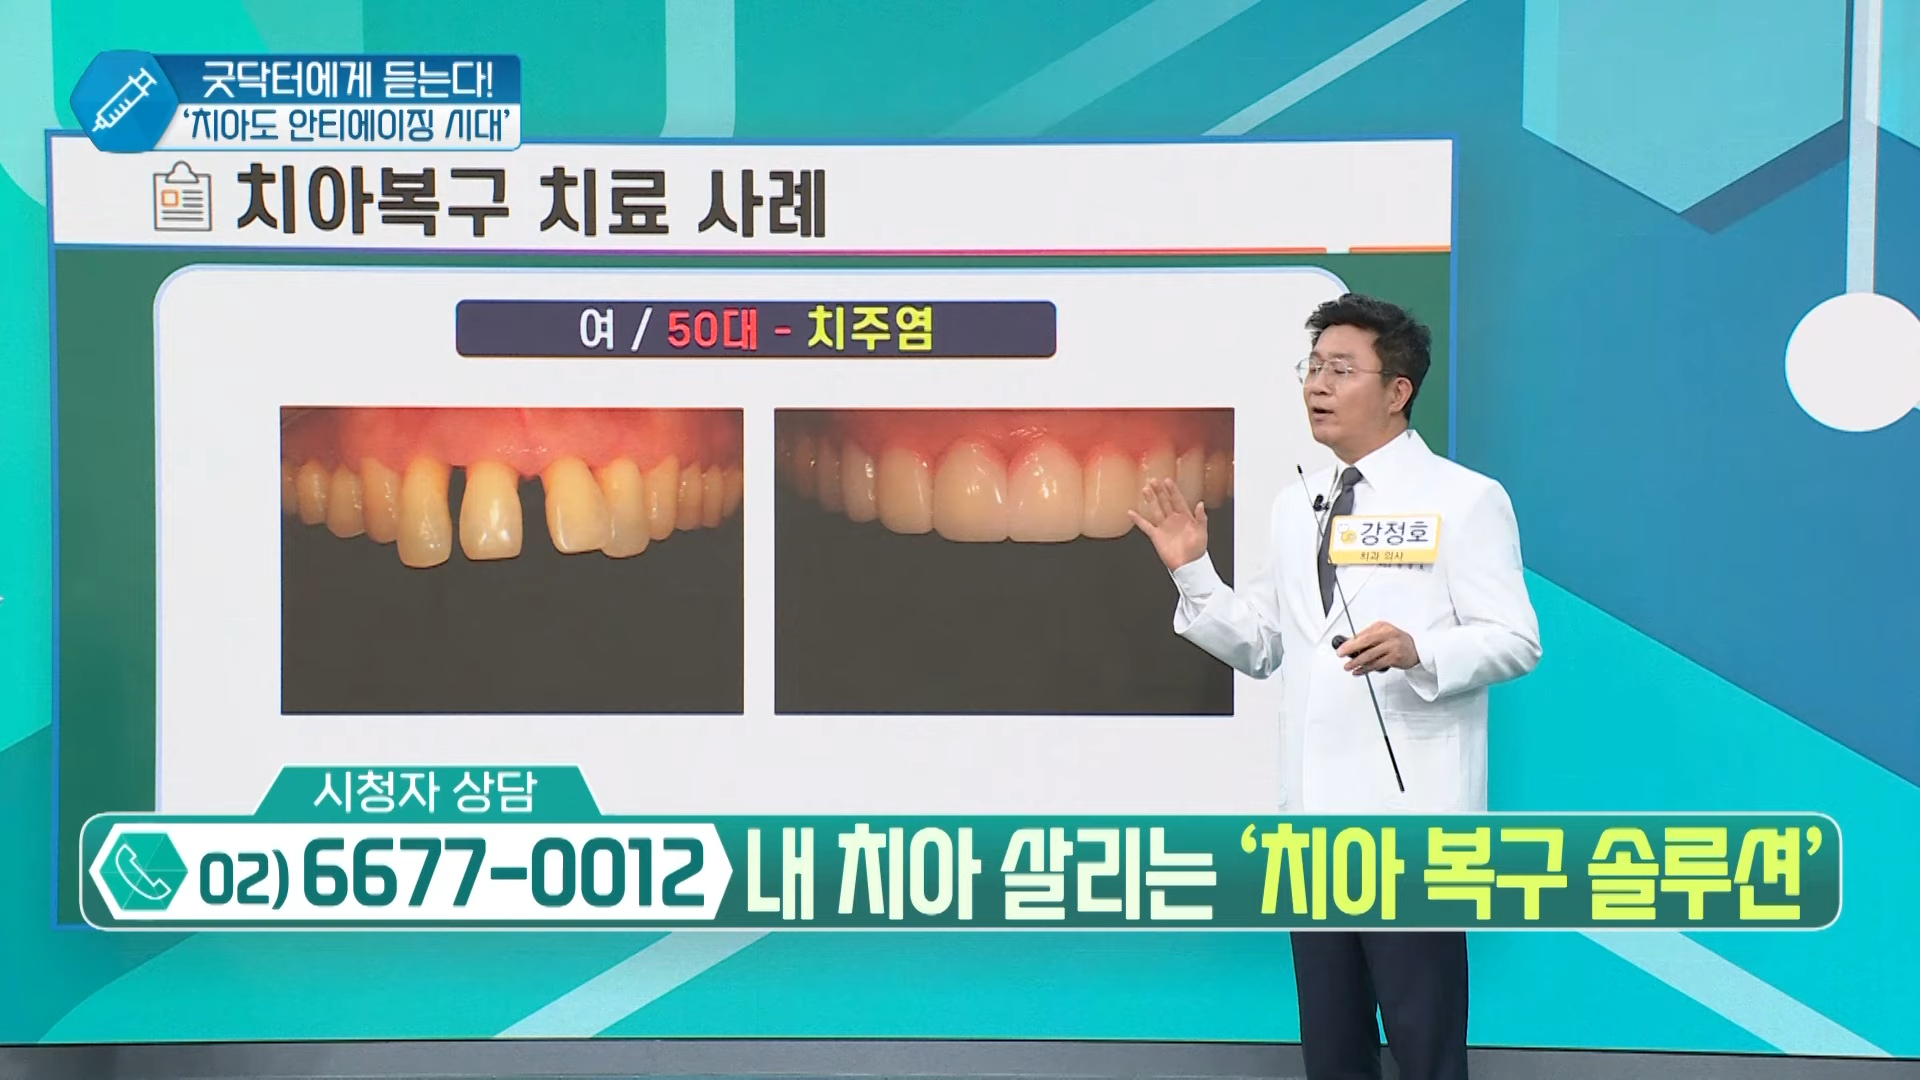 굿닥터에게 듣는다!
‘치아도 안티에이징 시대’
치아복구 치료 사례
여 / 50대 - 치주염
강정호
치과 의사
시청자 상담
02) 6677-0012
내 치아 살리는 ‘치아 복구 솔루션’